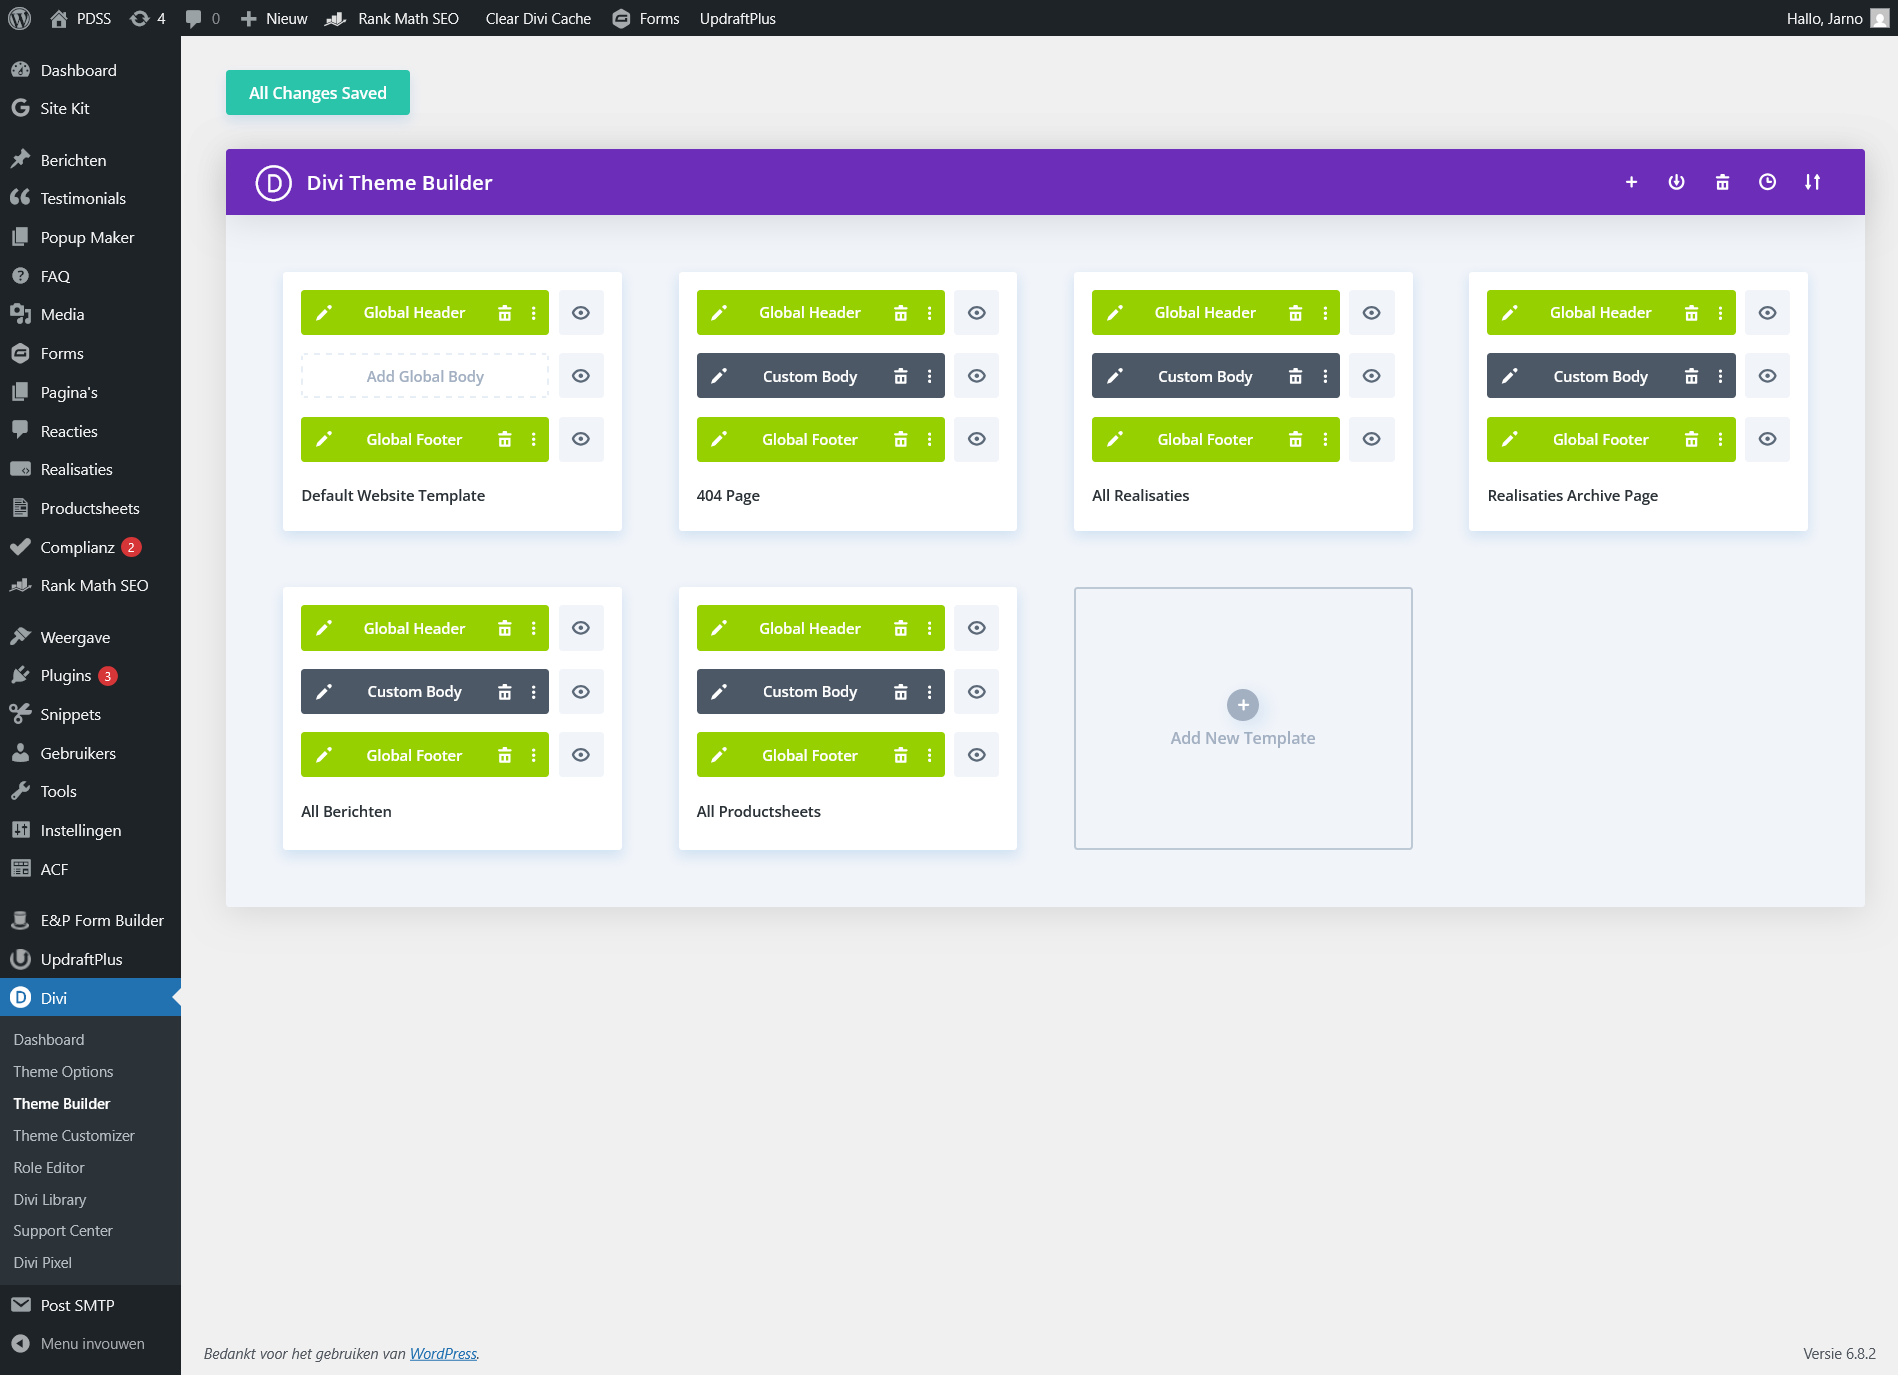 PDSS 4 0 Nieuw Rank Math SEO Clear Divi Cache Forms UpdraftPlus Hallo, Jarno
Dashboard
Site Kit
Berichten
Testimonials
Popup Maker
FAQ
Media
Forms
Pagina's
Reacties
Realisaties
Productsheets
Complianz 2
Rank Math SEO
Weergave
Plugins 3
Snippets
Gebruikers
Tools
Instellingen
ACF
E&P Form Builder
UpdraftPlus
Divi
Dashboard
Theme Options
Theme Builder
Theme Customizer
Role Editor
Divi Library
Support Center
Divi Pixel
Post SMTP
Menu invouwen
All Changes Saved
D Divi Theme Builder
Global Header
Add Global Body
Global Footer
Default Website Template
Global Header
Custom Body
Global Footer
404 Page
Global Header
Custom Body
Global Footer
All Realisaties
Global Header
Custom Body
Global Footer
Realisaties Archive Page
Global Header
Custom Body
Global Footer
All Berichten
Global Header
Custom Body
Global Footer
All Productsheets
Add New Template
Bedankt voor het gebruiken van WordPress.
Versie 6.8.2